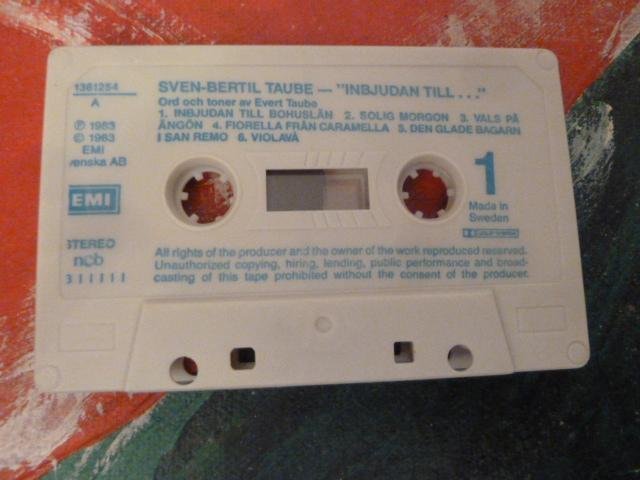 1361254
A
SVEN-BERTIL TAUBE — "INBJUDAN TILL..."
Ord och toner av Evert Taube
1. INBJUDAN TILL BOHUSLÄN 2. SOLIG MORGON 3. VALS PÅ
ÄNGÖN 4. FIORELLA FRÅN CARAMELLA 5. DEN GLADE BAGARN
I SAN REMO 6. VIOLAVÅ
℗ 1983
© 1983
EMI
venska AB
EMI
STEREO
ncb
1
Made in
Sweden
All rights of the producer and the owner of the work reproduced reserved.
Unauthorized copying, hiring, lending, public performance and broad-
casting of this tape prohibited without the consent of the producer.